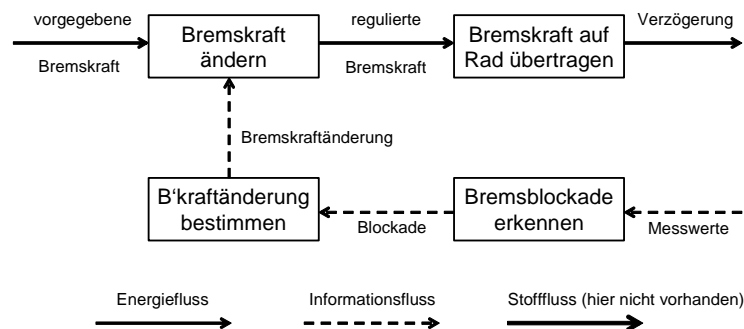 vorgegebene
Bremskraft
Bremskraft
ändern
regulierte
Bremskraft
Bremskraft auf
Rad übertragen
Verzögerung
Bremskraftänderung
B‘kraftänderung
bestimmen
Blockade
Bremsblockade
erkennen
Messwerte
Energiefluss
Informationsfluss
Stofffluss (hier nicht vorhanden)